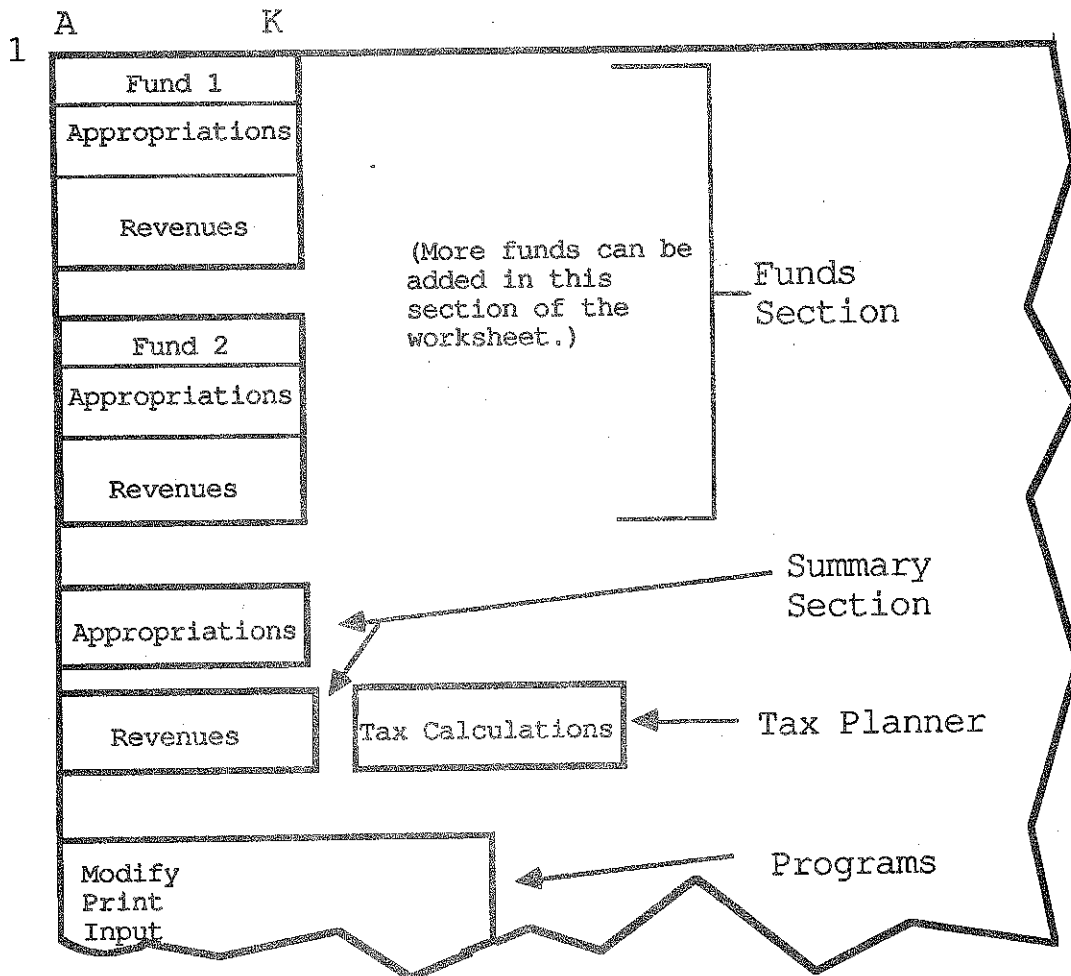 A K
1
Fund 1
Appropriations
Revenues
(More funds can be
added in this
section of the
worksheet.)
Funds
Section
Fund 2
Appropriations
Revenues
Summary
Section
Appropriations
Revenues
Tax Calculations
Tax Planner
Programs
Modify
Print
Input